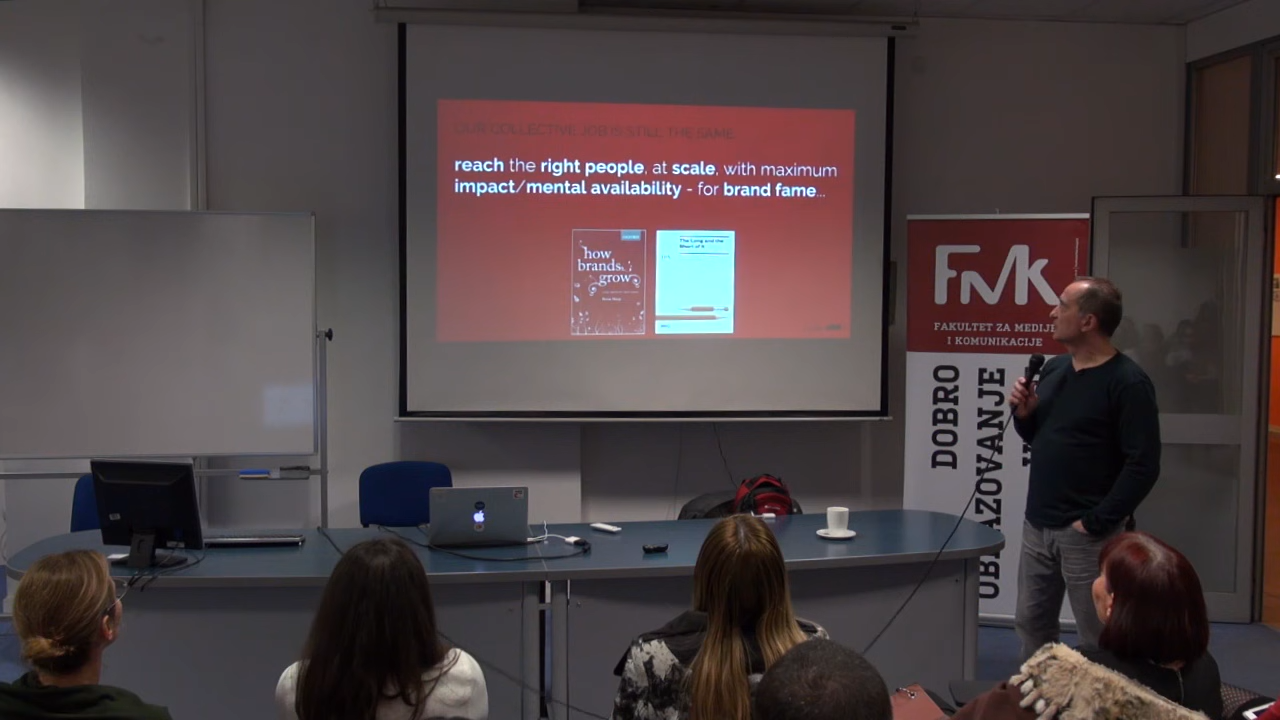 OUR COLLECTIVE JOB IS STILL THE SAME
reach the right people, at scale, with maximum
impact/mental availability - for brand fame...
how
brands
grow
The Long and the
Short of It
FMK
FAKULTET ZA MEDIJE
I KOMUNIKACIJE
DOBRO
OBRAZOVANJE